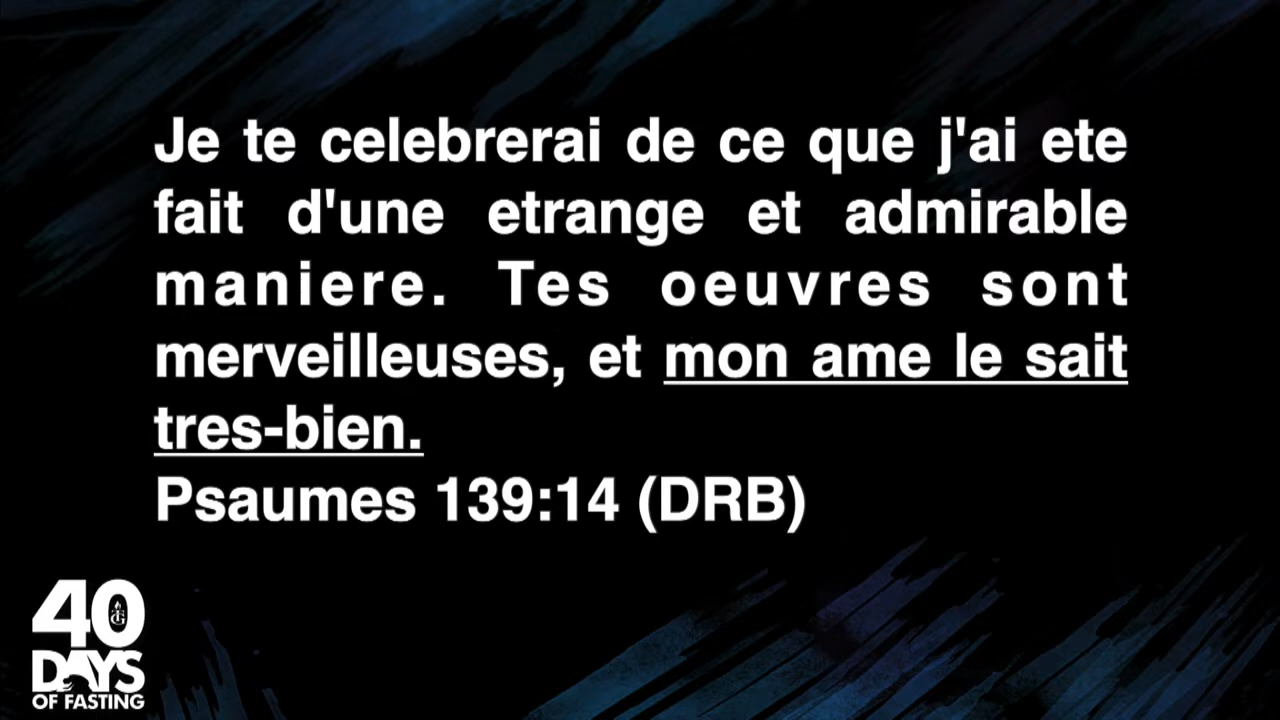 Je te celebrerai de ce que j'ai ete
fait d'une etrange et admirable
maniere. Tes oeuvres sont
merveilleuses, et mon ame le sait
tres-bien.
Psaumes 139:14 (DRB)
40
DAYS
OF FASTING